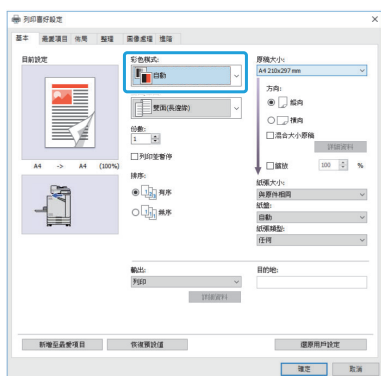 列印喜好設定
基本 最愛項目 佈局 整理 圖像處理 進階
目前設定
A4 -> A4 (100%)
彩色模式:
自動
雙面(長邊裝)
份數:
1
列印並暫停
排序:
有序
無序
輸出:
列印
詳細資料
原稿大小:
A4 210x297 mm
方向:
縱向
橫向
混合大小原稿
詳細資料
縮放 100 %
紙張大小:
與原件相同
紙盤:
自動
紙張類型:
任何
目的地:
新增至最愛項目 恢復預設值 還原用戶設定
確定 取消